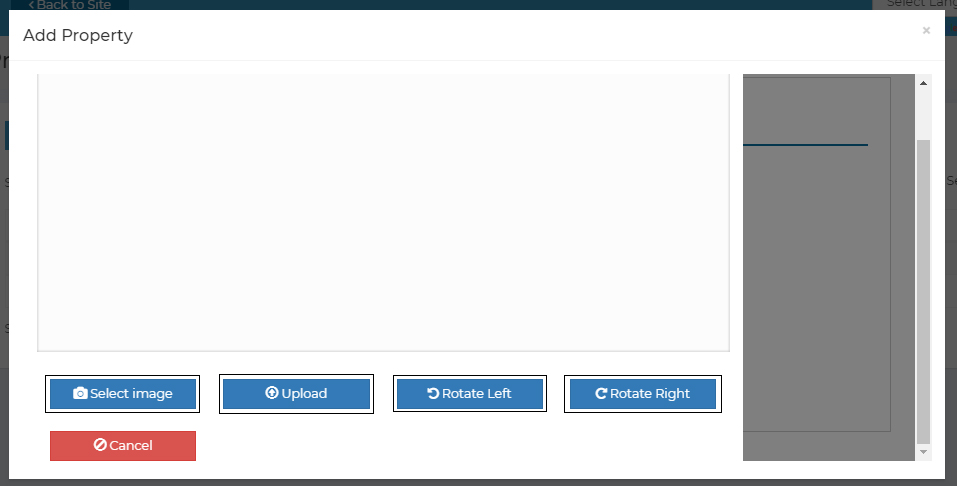 Back to Site
Select Lang
Add Property
×
Select image
Upload
Rotate Left
Rotate Right
Cancel